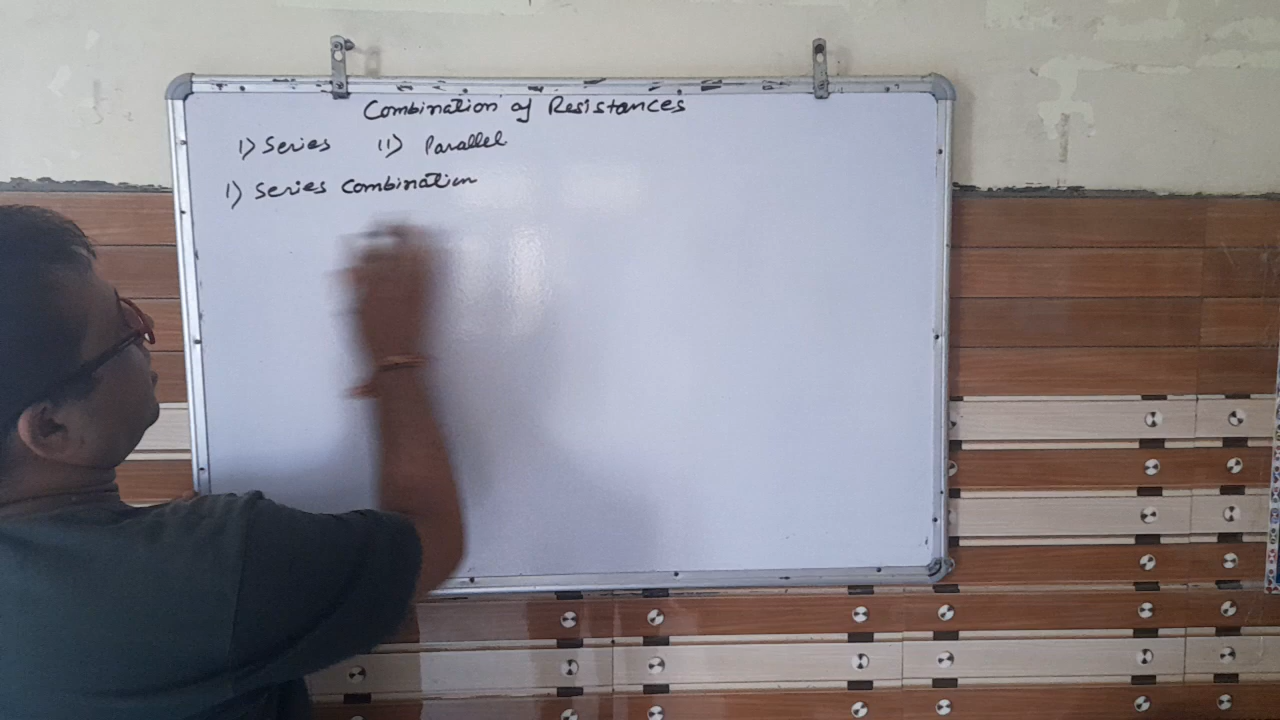 Combination of Resistances
1) Series 11) Parallel
1) Series Combination